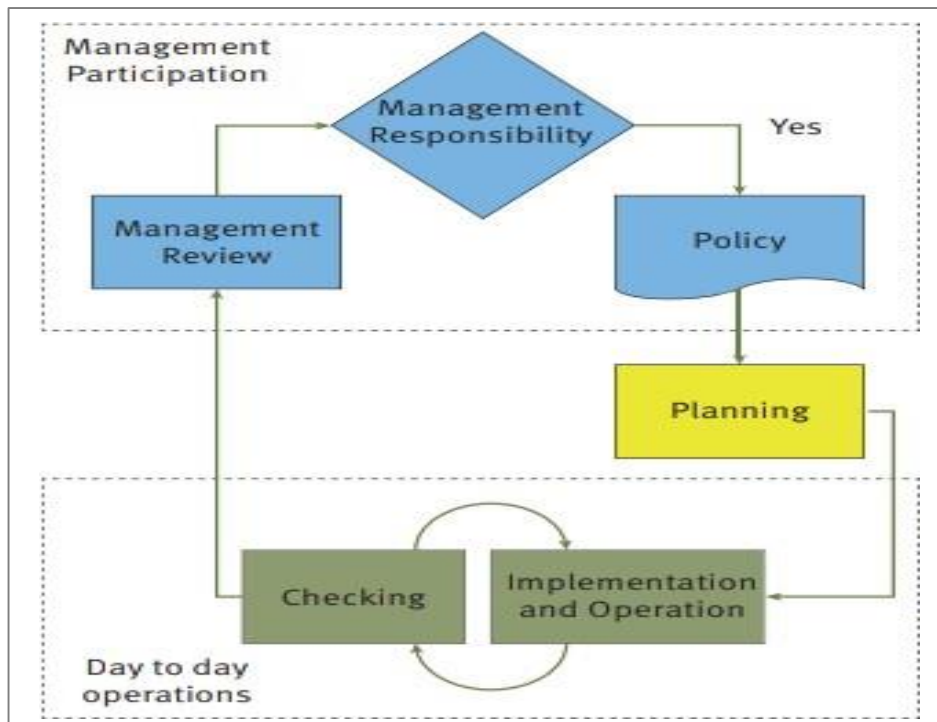 Management
Participation
Management
Responsibility
Yes
Management
Review
Policy
Planning
Checking
Implementation
and Operation
Day to day
operations